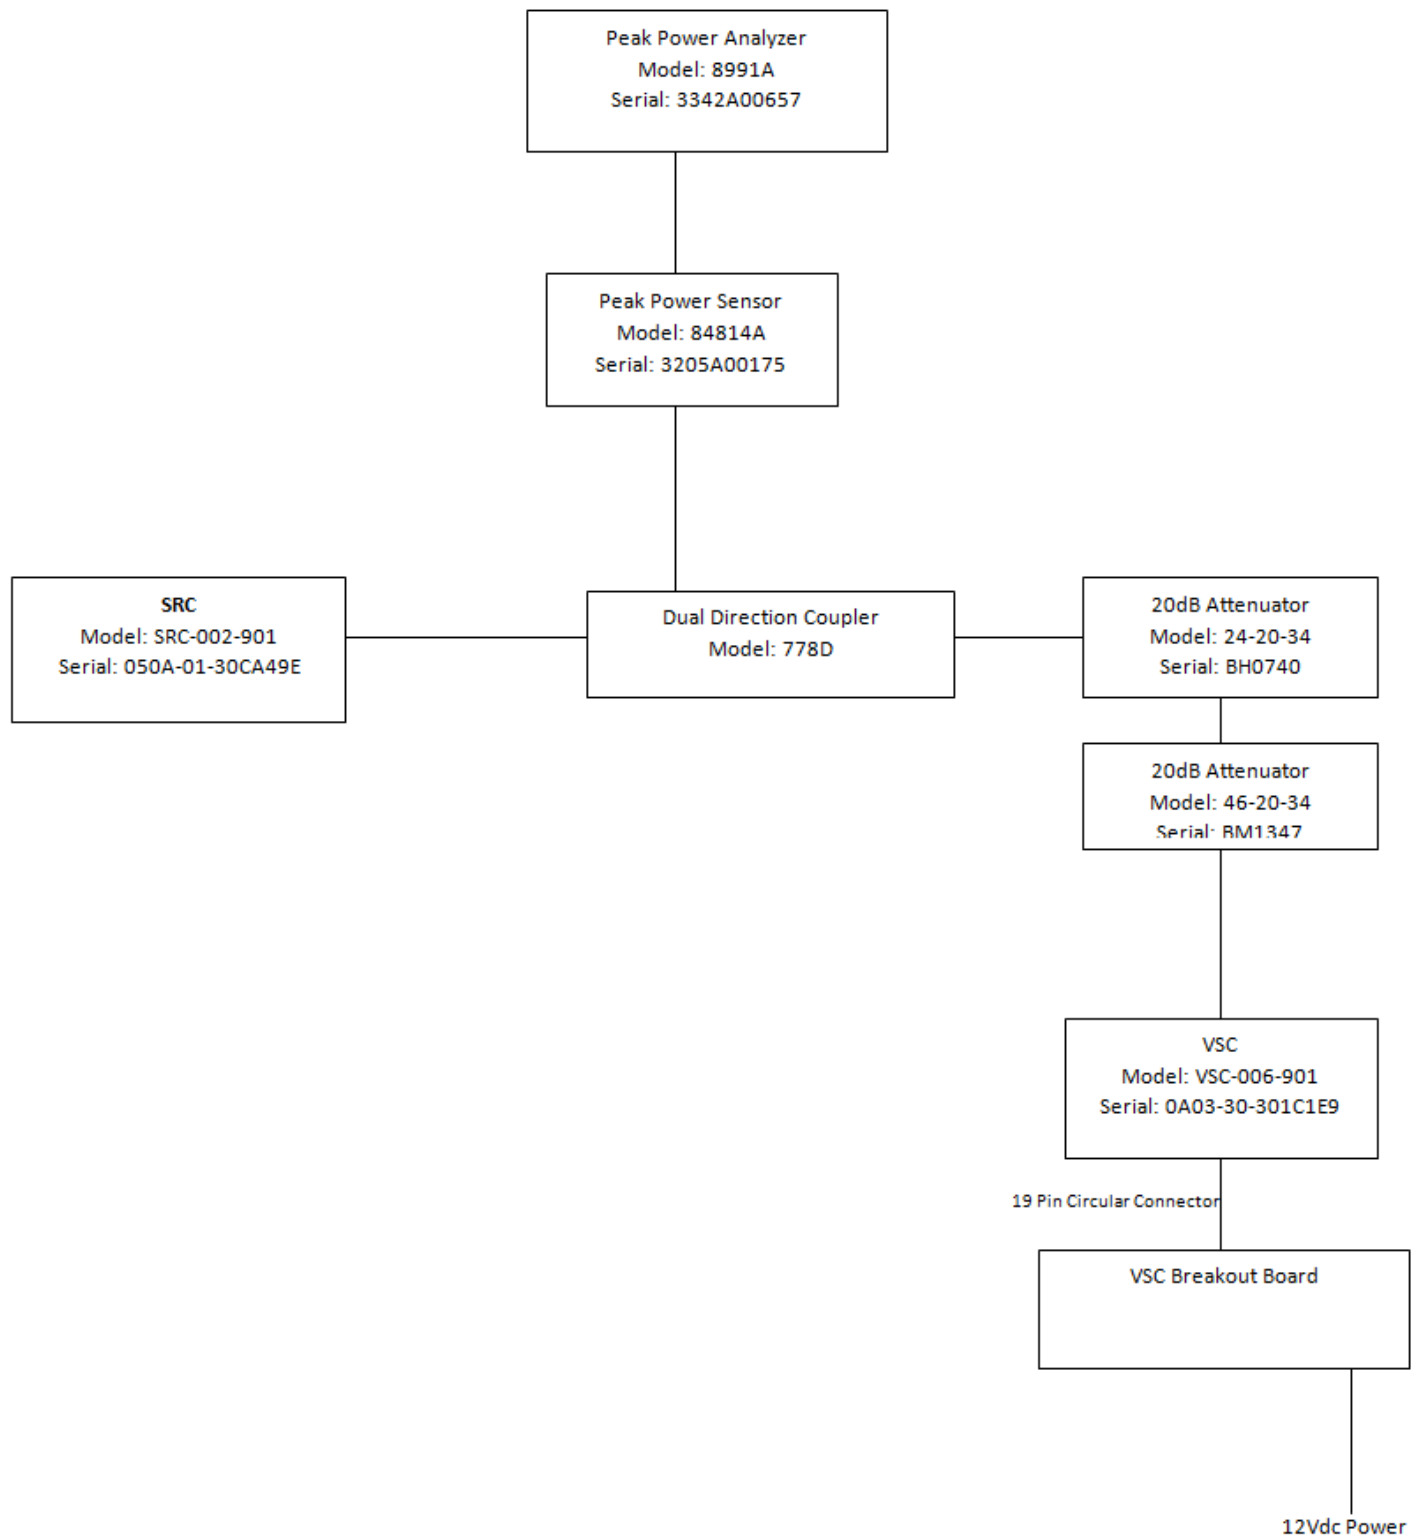 Peak Power Analyzer
Model: 8991A
Serial: 3342A00657
Peak Power Sensor
Model: 84814A
Serial: 3205A00175
SRC
Model: SRC-002-901
Serial: 050A-01-30CA49E
Dual Direction Coupler
Model: 778D
20dB Attenuator
Model: 24-20-34
Serial: BH0740
20dB Attenuator
Model: 46-20-34
Serial: BM1347
VSC
Model: VSC-006-901
Serial: 0A03-30-301C1E9
19 Pin Circular Connector
VSC Breakout Board
12Vdc Power